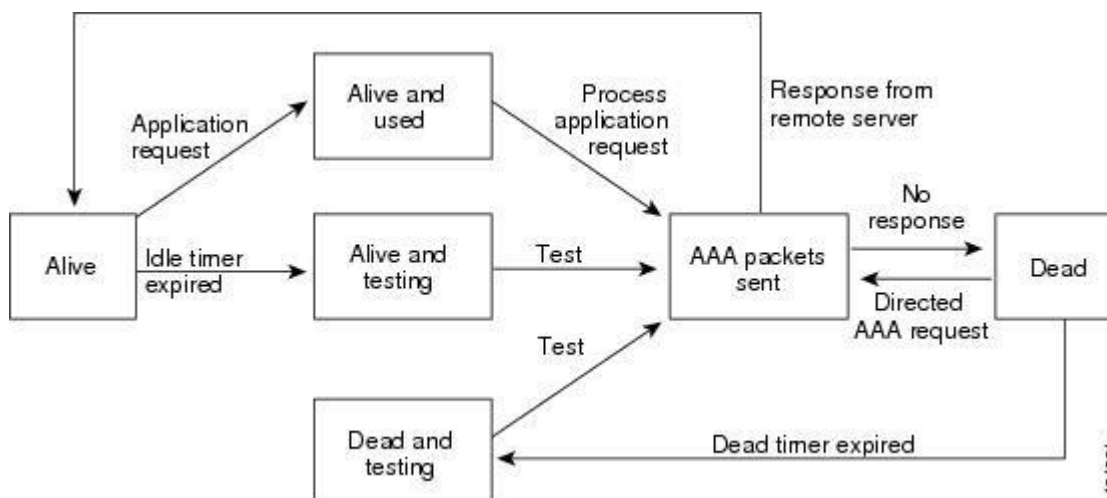 Alive and
used
Process
application
request
Response from
remote server
Application
request
No
response
Alive
Idle timer
expired
Alive and
testing
Test
AAA packets
sent
Dead
Directed
AAA request
Test
Dead and
testing
Dead timer expired